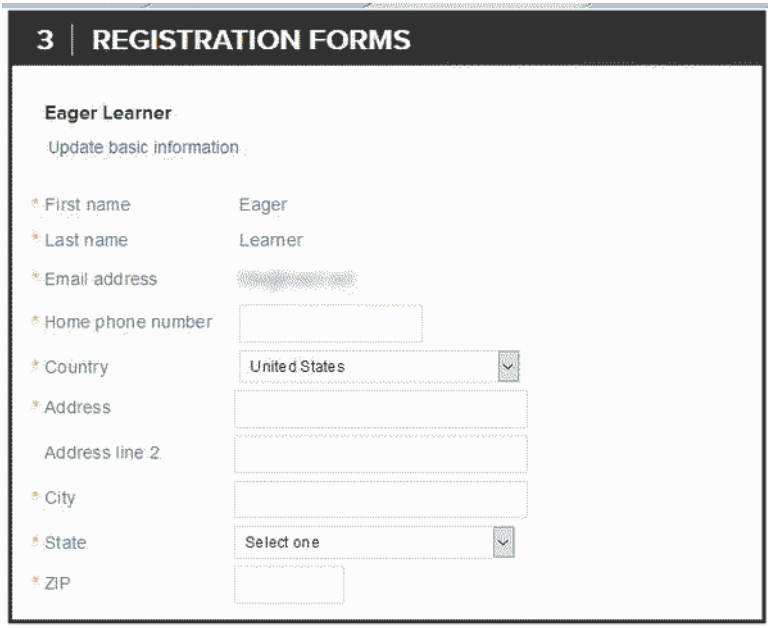 3 | REGISTRATION FORMS
Eager Learner
Update basic information
* First name Eager
* Last name Learner
* Email address
* Home phone number
* Country United States
* Address
Address line 2
* City
* State Select one
* ZIP